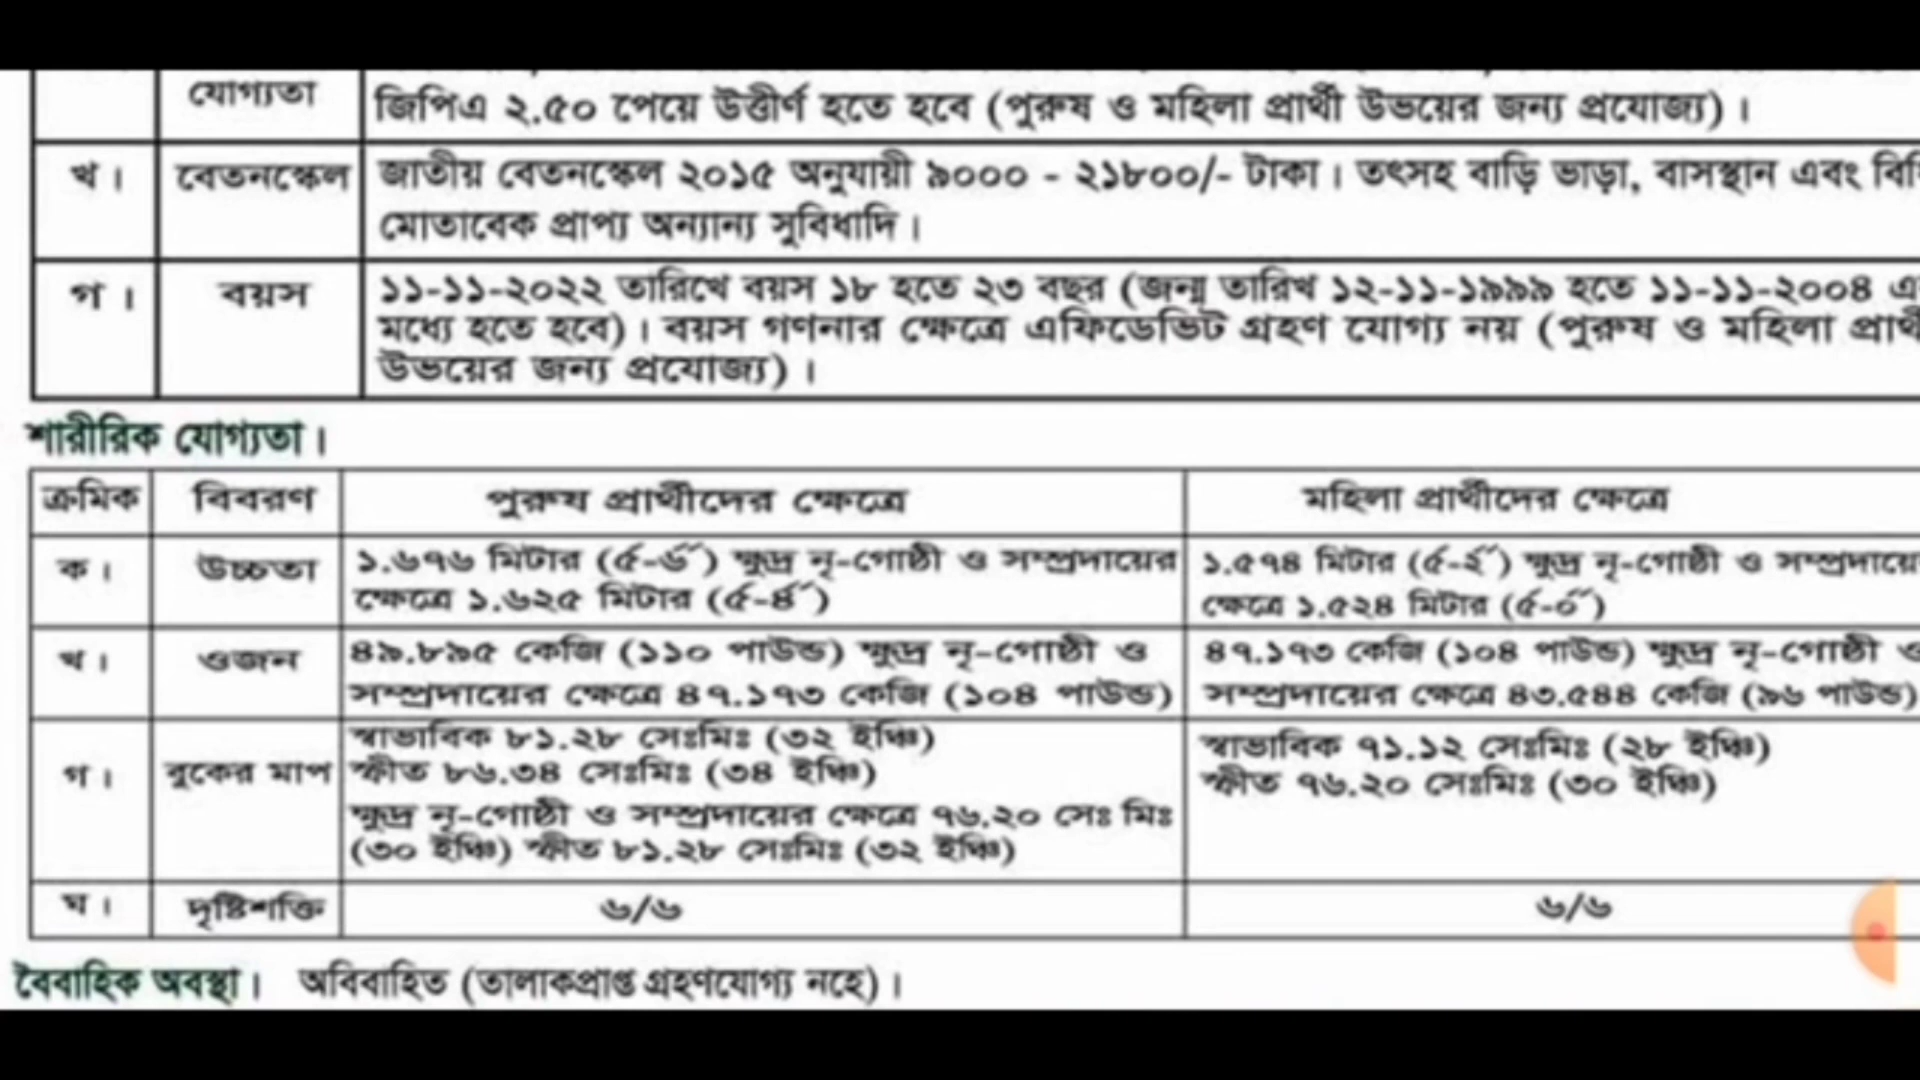 যোগ্যতা
জিপিএ ২.৫০ পেয়ে উত্তীর্ণ হতে হবে (পুরুষ ও মহিলা প্রার্থী উভয়ের জন্য প্রযোজ্য)।
খ। বেতনস্কেল জাতীয় বেতনস্কেল ২০১৫ অনুযায়ী ৯০০০ - ২১৮০০/- টাকা। তৎসহ বাড়ি ভাড়া, বাসস্থান এবং
মোতাবেক প্রাপ্য অন্যান্য সুবিধাদি।
গ। বয়স ১১-১১-২০২২ তারিখে বয়স ১৮ হতে ২৩ বছর (জন্ম তারিখ ১২-১১-১৯৯৯ হতে ১১-১১-২০০৪
মধ্যে হতে হবে)। বয়স গণনার ক্ষেত্রে এফিডেভিট গ্রহণ যোগ্য নয় (পুরুষ ও মহিলা
উভয়ের জন্য প্রযোজ্য)।
শারীরিক যোগ্যতা।
ক্রমিক বিবরণ পুরুষ প্রার্থীদের ক্ষেত্রে মহিলা প্রার্থীদের ক্ষেত্রে
ক। উচ্চতা
১.৬৭৬ মিটার (৫′-৬″) ক্ষুদ্র নৃ-গোষ্ঠী ও সম্প্রদায়ের
ক্ষেত্রে ১.৬২৫ মিটার (৫′-৪″)
১.৫৭৪ মিটার (৫′-২″) ক্ষুদ্র নৃ-গোষ্ঠী ও
ক্ষেত্রে ১.৫২৪ মিটার (৫′-০″)
খ। ওজন
৪৯.৮৯৫ কেজি (১১০ পাউন্ড) ক্ষুদ্র নৃ-গোষ্ঠী ও
সম্প্রদায়ের ক্ষেত্রে ৪৭.১৭৩ কেজি (১০৪ পাউন্ড)
৪৭.১৭৩ কেজি (১০৪ পাউন্ড) ক্ষুদ্র নৃ-গোষ্ঠী ও
সম্প্রদায়ের ক্ষেত্রে ৪৩.৫৪৪ কেজি (৯৬ পাউন্ড)
গ। বুকের মাপ
স্বাভাবিক ৮১.২৮ সেঃমিঃ (৩২ ইঞ্চি)
স্ফীত ৮৬.৩৪ সেঃমিঃ (৩৪ ইঞ্চি)
ক্ষুদ্র নৃ-গোষ্ঠী ও সম্প্রদায়ের ক্ষেত্রে ৭৬.২০ সেঃ মিঃ
(৩০ ইঞ্চি) স্ফীত ৮১.২৮ সেঃমিঃ (৩২ ইঞ্চি)
স্বাভাবিক ৭১.১২ সেঃমিঃ (২৮ ইঞ্চি)
স্ফীত ৭৬.২০ সেঃমিঃ (৩০ ইঞ্চি)
ঘ। দৃষ্টিশক্তি ৬/৬ ৬/৬
বৈবাহিক অবস্থা। অবিবাহিত (তালাকপ্রাপ্ত গ্রহণযোগ্য নহে)।